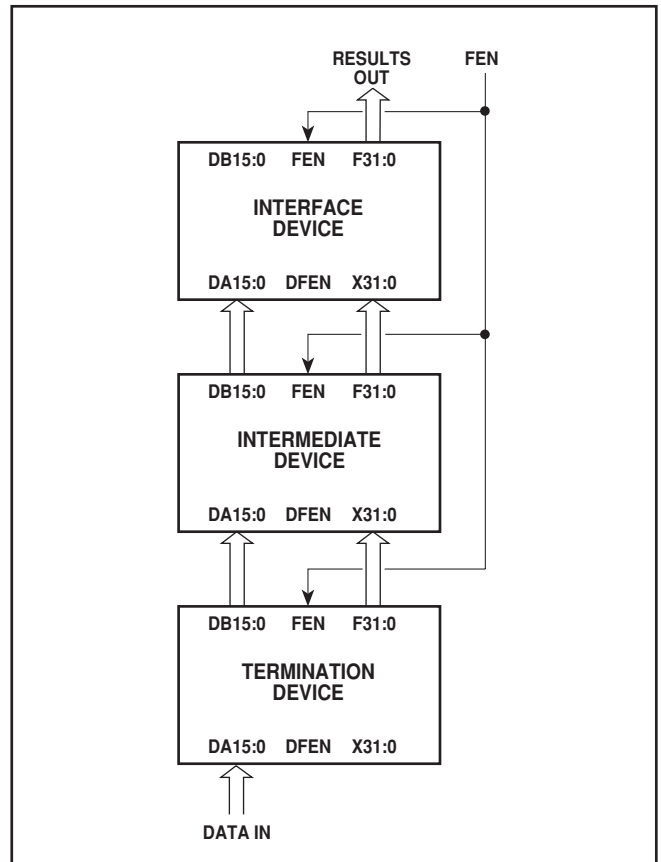 RESULTS
OUT
FEN
DB15:0 FEN F31:0
INTERFACE
DEVICE
DA15:0 DFEN X31:0
DB15:0 FEN F31:0
INTERMEDIATE
DEVICE
DA15:0 DFEN X31:0
DB15:0 FEN F31:0
TERMINATION
DEVICE
DA15:0 DFEN X31:0
DATA IN